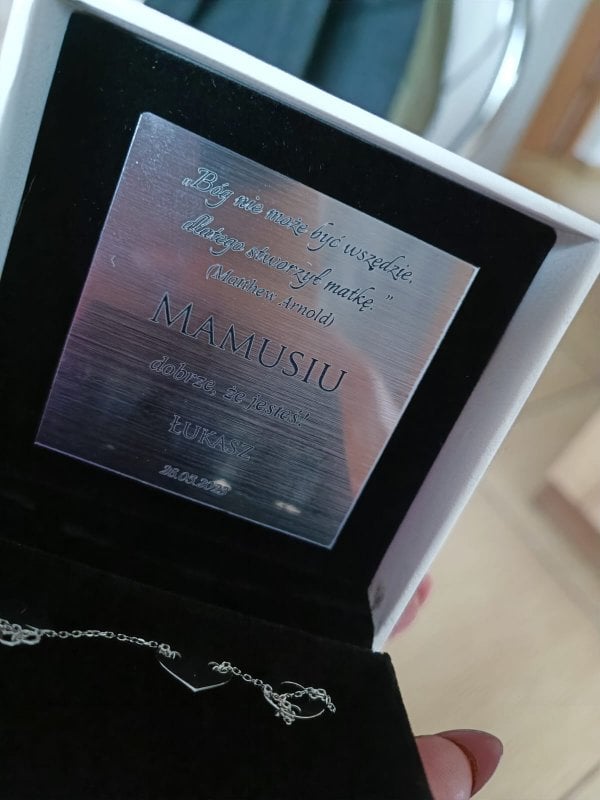 „Bóg nie może być wszędzie,
dlatego stworzył matkę.”
(Matthew Arnold)
MAMUSIU
dobrze, że jesteś!
ŁUKASZ
26.05.2023